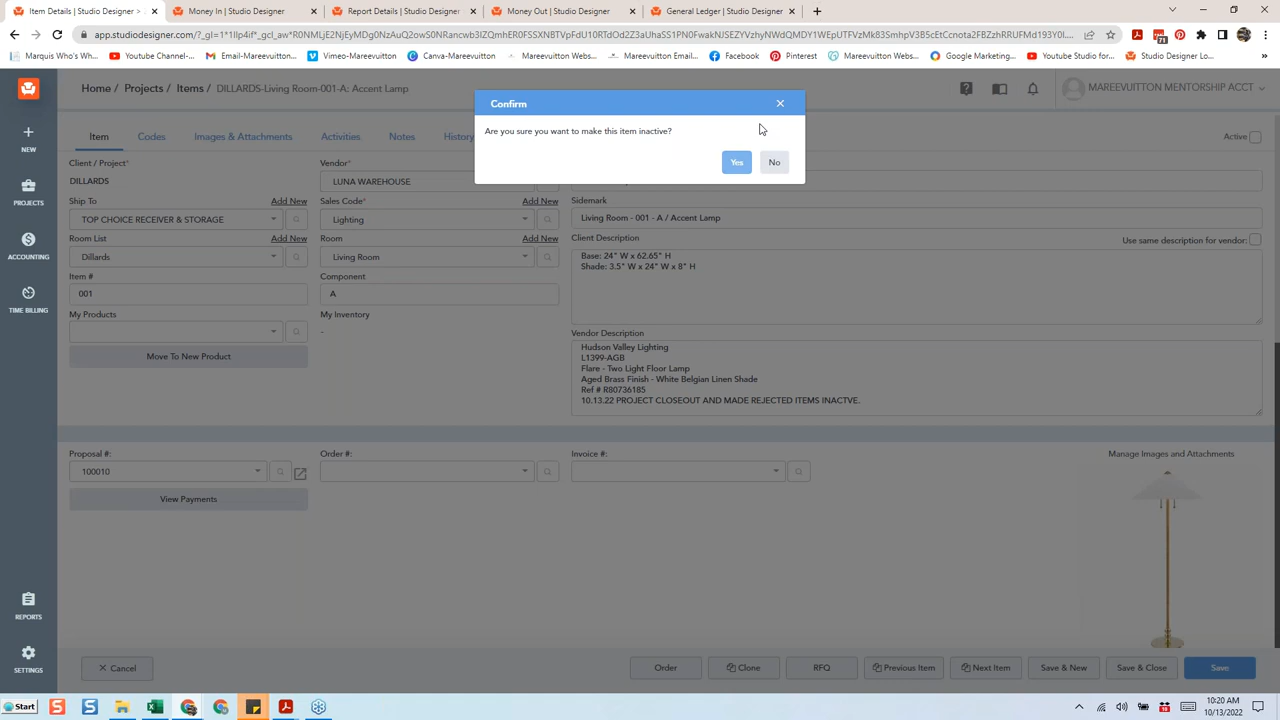 Item Details | Studio Designer >
Money In | Studio Designer
Report Details | Studio Designer
Money Out | Studio Designer
General Ledger | Studio Designer
app.studiodesigner.com/_gl=1*1lip4if*_gcl_aw*
71
Marquis Who's Who...
Youtube Channel-...
Email-Mareevuitton...
Vimeo-Mareevuitton
Canva-Mareevuitton
Mareevuitton Webs...
Mareevuitton Email...
Facebook
Pinterest
Mareevuitton Webs...
Google Marketing...
Youtube Studio for...
Studio Designer Lo...
»
Home / Projects / Items / DILLARDS-Living Room-001-A: Accent Lamp
MAREEVUITTON MENTORSHIP ACCT
NEW
PROJECTS
ACCOUNTING
TIME BILLING
REPORTS
SETTINGS
Confirm
Are you sure you want to make this item inactive?
Yes
No
Item
Codes
Images & Attachments
Activities
Notes
History
Active
Client / Project*
DILLARDS
Vendor*
LUNA WAREHOUSE
Ship To
Add New
TOP CHOICE RECEIVER & STORAGE
Sales Code*
Add New
Lighting
Sidemark
Living Room - 001 - A / Accent Lamp
Room List
Add New
Dillards
Room
Add New
Living Room
Client Description
Use same description for vendor:
Base: 24" W x 62.65" H
Shade: 3.5" W x 24" W x 8" H
Item #
001
Component
A
My Products
My Inventory
-
Move To New Product
Vendor Description
Hudson Valley Lighting
L1399-AGB
Flare - Two Light Floor Lamp
Aged Brass Finish - White Belgian Linen Shade
Ref # R80736185
10.13.22 PROJECT CLOSEOUT AND MADE REJECTED ITEMS INACTVE.
Proposal #:
100010
Order #:
Invoice #:
View Payments
Manage Images and Attachments
Cancel
Order
Clone
RFQ
Previous Item
Next Item
Save & New
Save & Close
Save
Start
10:20 AM
10/13/2022